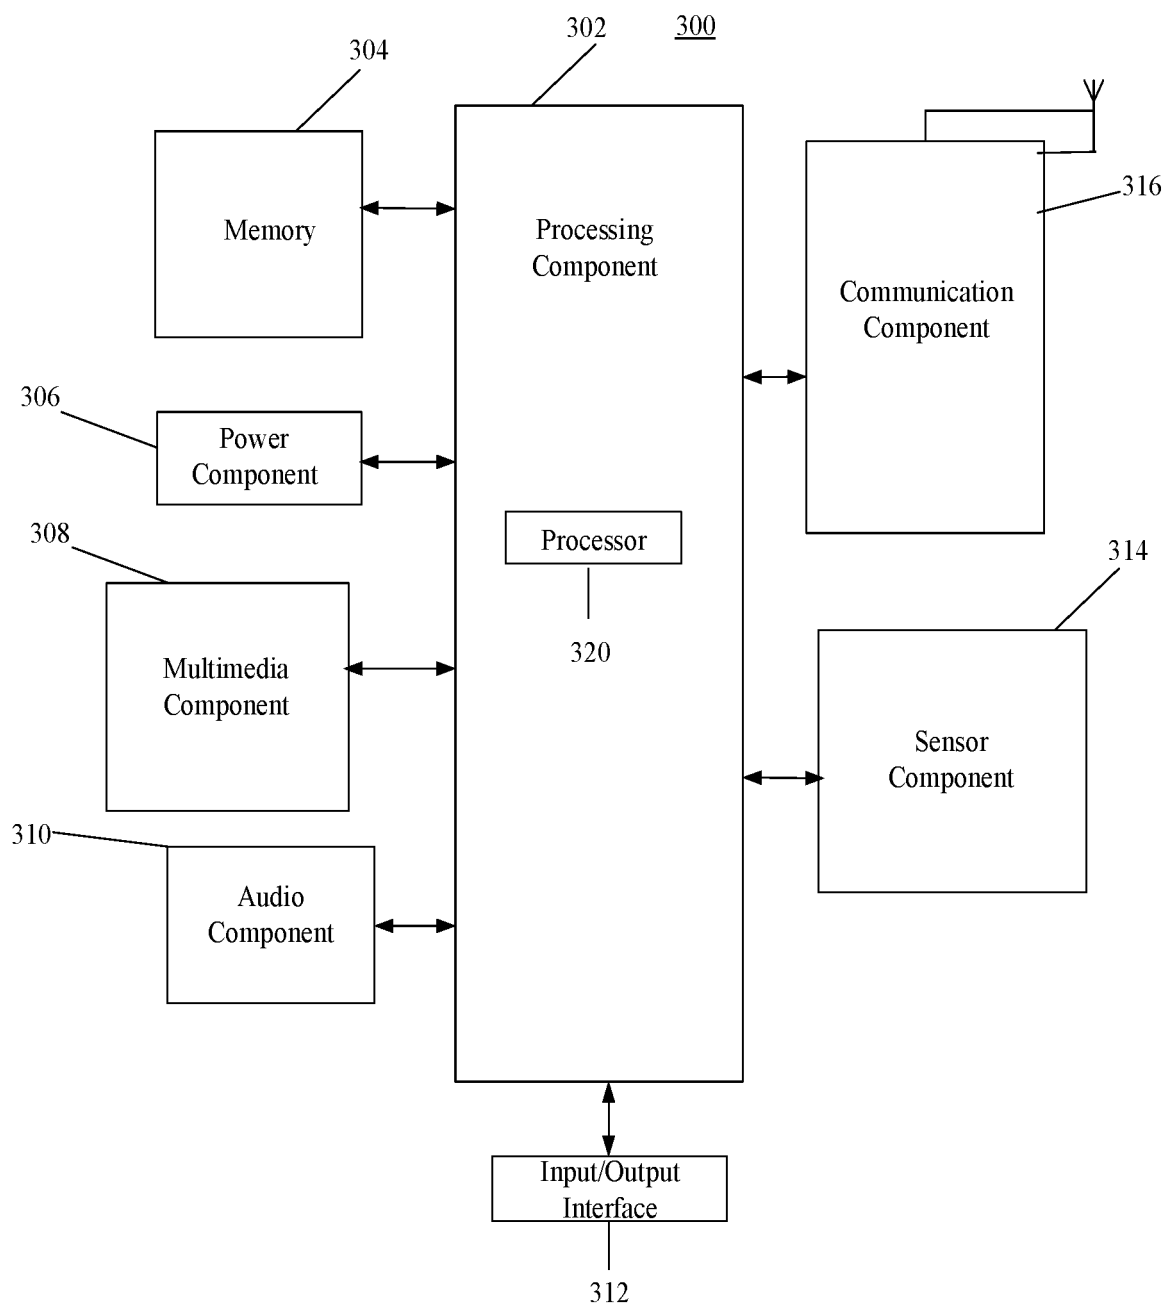 300
302
304
Memory
Processing
Component
316
Communication
Component
306
Power
Component
308
Processor
320
314
Multimedia
Component
Sensor
Component
310
Audio
Component
Input/Output
Interface
312